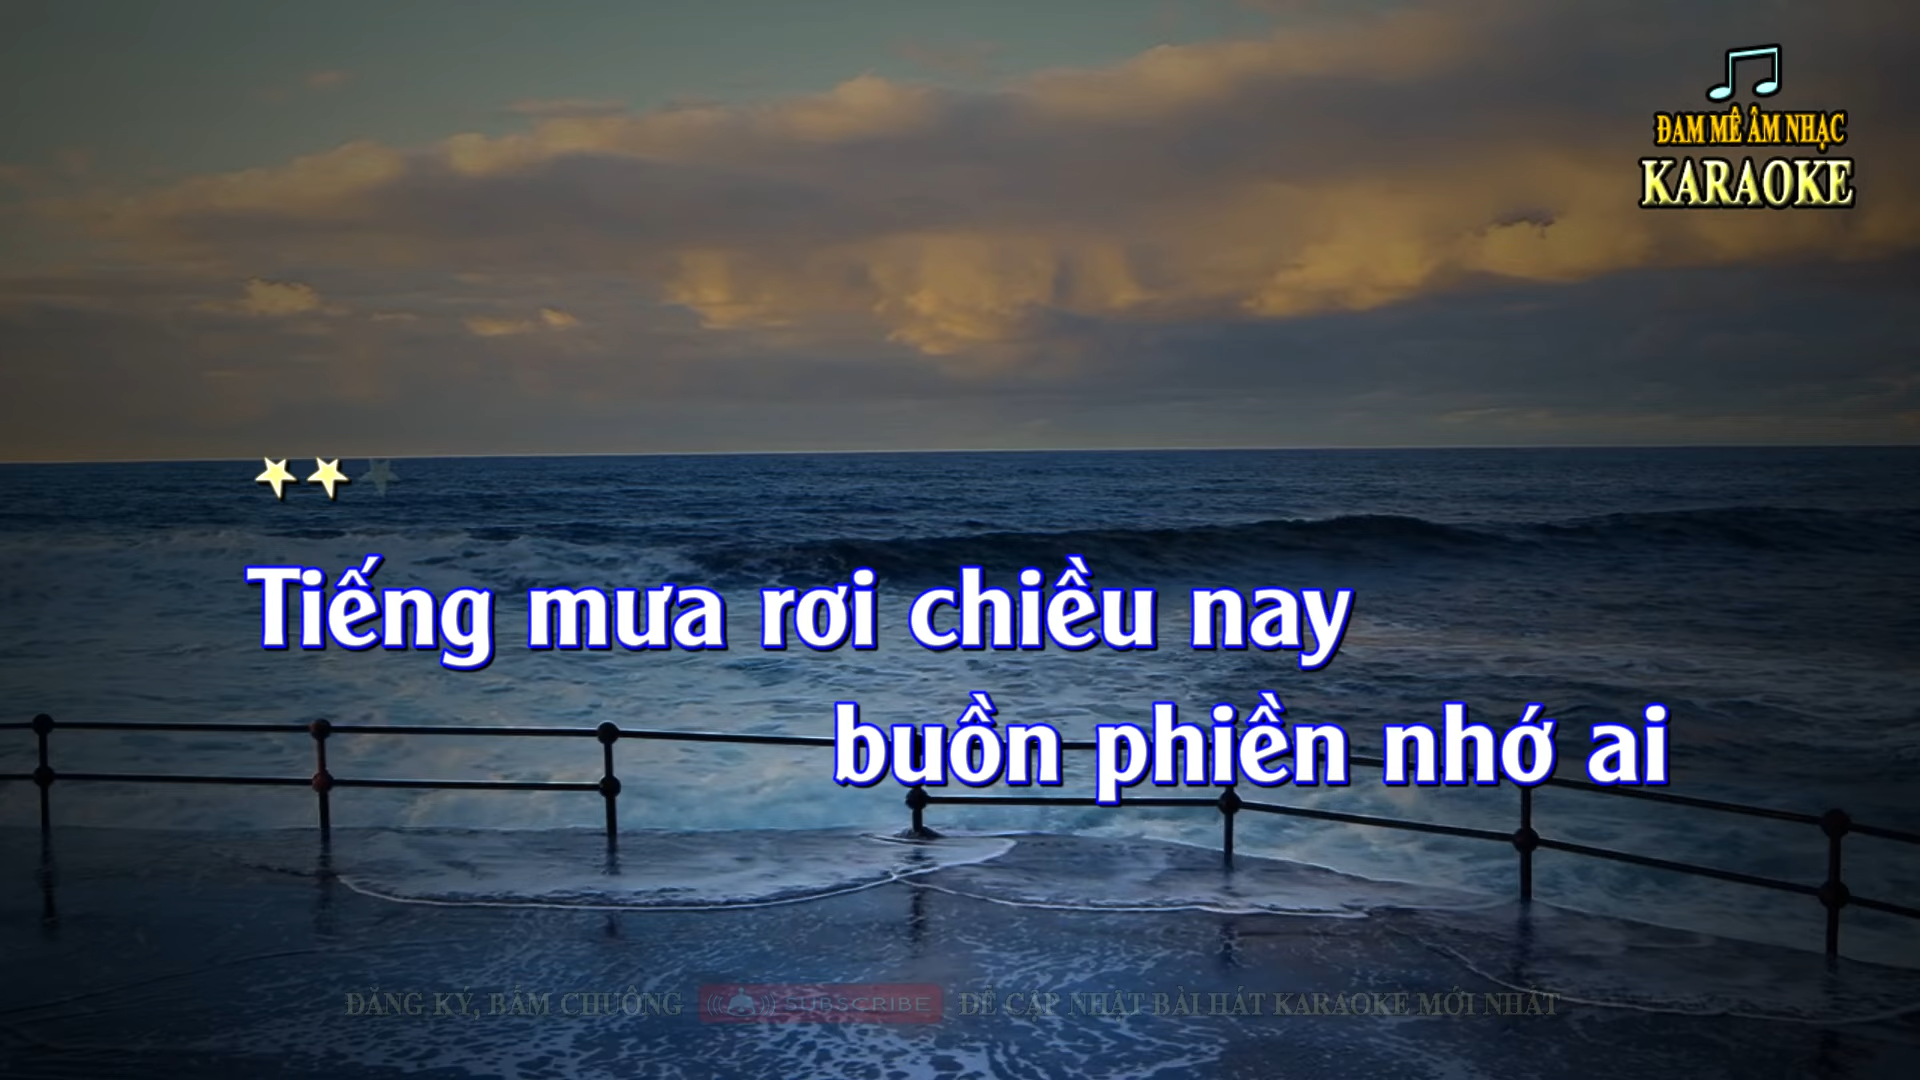 ĐAM MÊ ÂM NHẠC
KARAOKE
Tiếng mưa rơi chiều nay
buồn phiền nhớ ai
ĐĂNG KÝ, BẤM CHUÔNG SUBSCRIBE ĐỂ CẬP NHẬT BÀI HÁT KARAOKE MỚI NHẤT